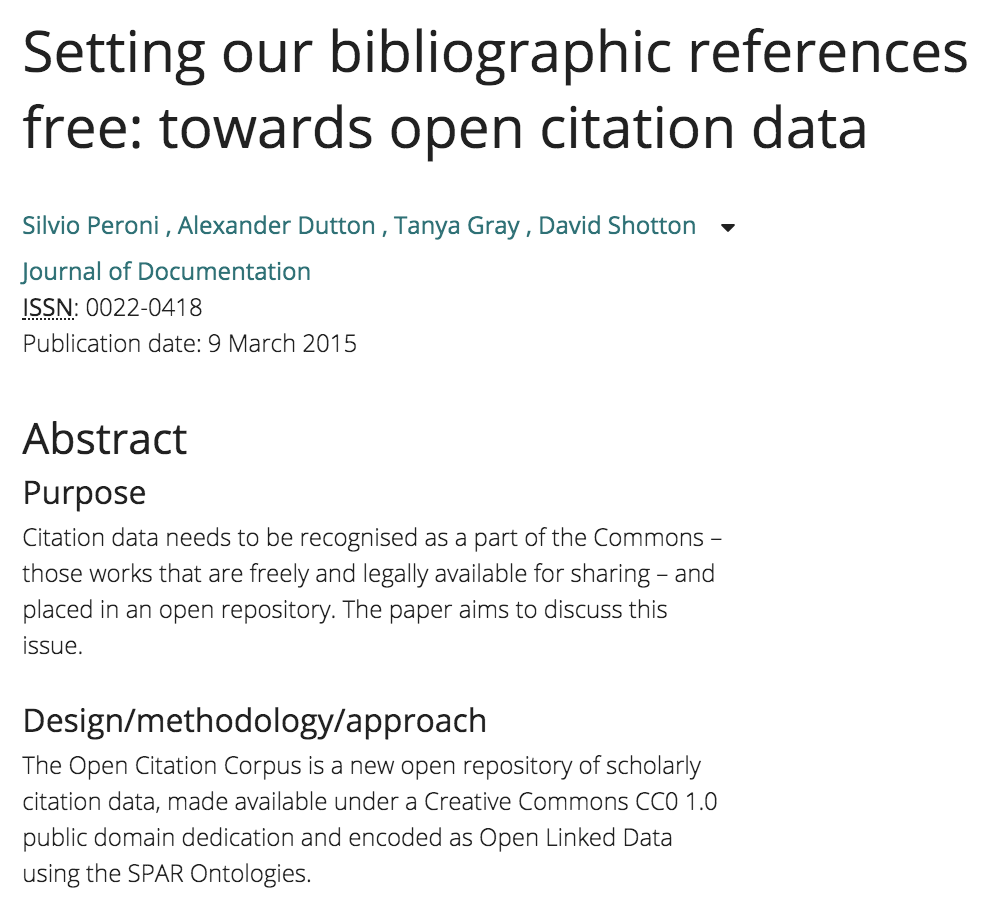 Setting our bibliographic references
free: towards open citation data
Silvio Peroni , Alexander Dutton , Tanya Gray , David Shotton
Journal of Documentation
ISSN: 0022-0418
Publication date: 9 March 2015
Abstract
Purpose
Citation data needs to be recognised as a part of the Commons –
those works that are freely and legally available for sharing – and
placed in an open repository. The paper aims to discuss this
issue.
Design/methodology/approach
The Open Citation Corpus is a new open repository of scholarly
citation data, made available under a Creative Commons CC0 1.0
public domain dedication and encoded as Open Linked Data
using the SPAR Ontologies.